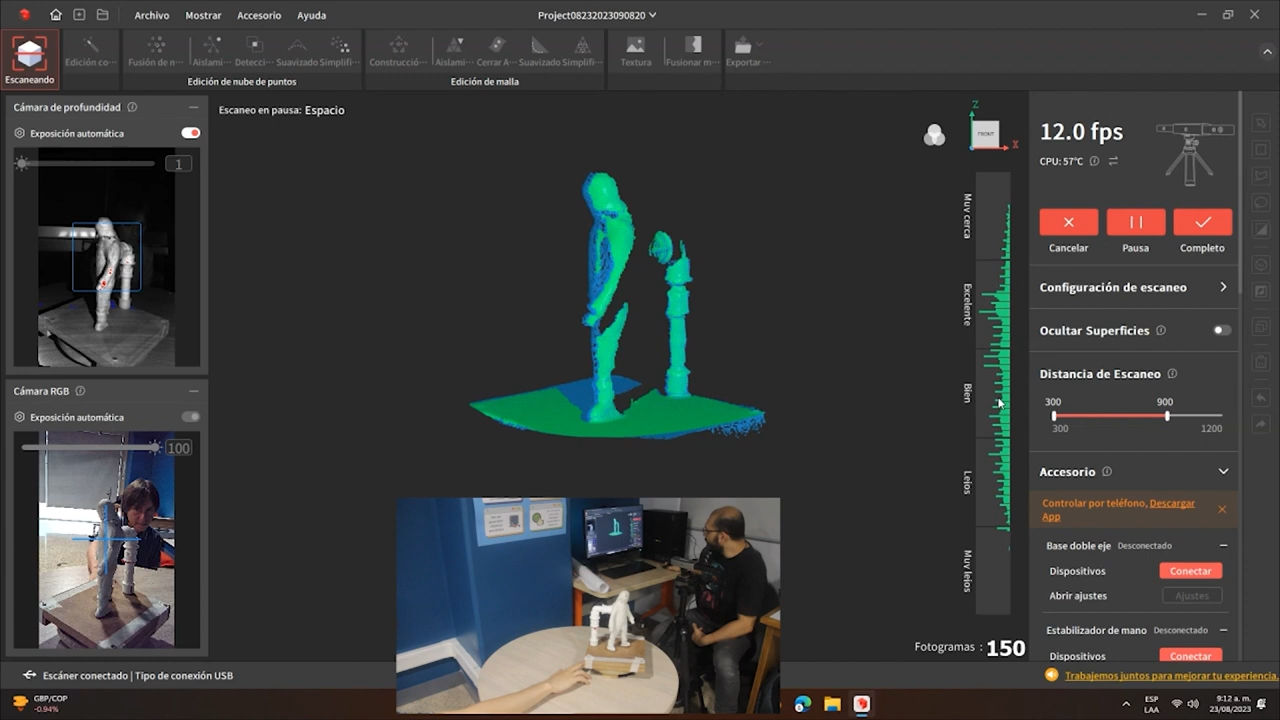 Archivo Mostrar Accesorio Ayuda
Project08232023090820
Escaneando
Edición co···
Fusión de n···
Aislami···
Detecci···
Suavizado
Simplifi···
Construcció···
Aislami···
Cerrar A···
Suavizado
Simplifi···
Textura
Fusionar m···
Exportar ···
Edición de nube de puntos
Edición de malla
Cámara de profundidad
Exposición automática
1
Cámara RGB
Exposición automática
100
Escaneo en pausa: Espacio
Z
FRONT
X
Muy cerca
Excelente
Bien
Lejos
Muy lejos
Fotogramas : 150
12.0 fps
CPU: 57°C
Cancelar
Pausa
Completo
Configuración de escaneo
Ocultar Superficies
Distancia de Escaneo
300 900
300 1200
Accesorio
Controlar por teléfono, Descargar
App
Base doble eje Desconectado
Dispositivos Conectar
Abrir ajustes Ajustes
Estabilizador de mano Desconectado
Dispositivos Conectar
Escáner conectado | Tipo de conexión USB
Trabajemos juntos para mejorar tu experiencia.
GBP/COP
-0.94%
ESP
LAA
9:12 a. m.
23/08/2023